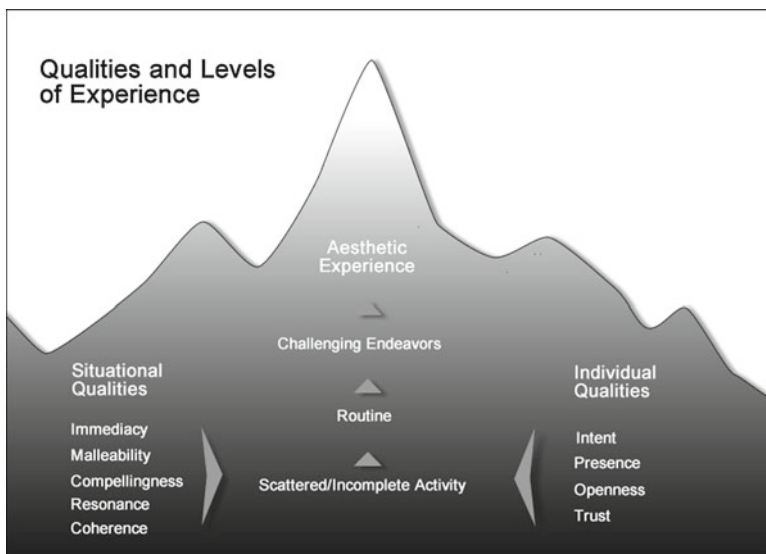 Qualities and Levels
of Experience
Aesthetic
Experience
Challenging Endeavors
Routine
Scattered/Incomplete Activity
Situational
Qualities
Immediacy
Malleability
Compellingness
Resonance
Coherence
Individual
Qualities
Intent
Presence
Openness
Trust